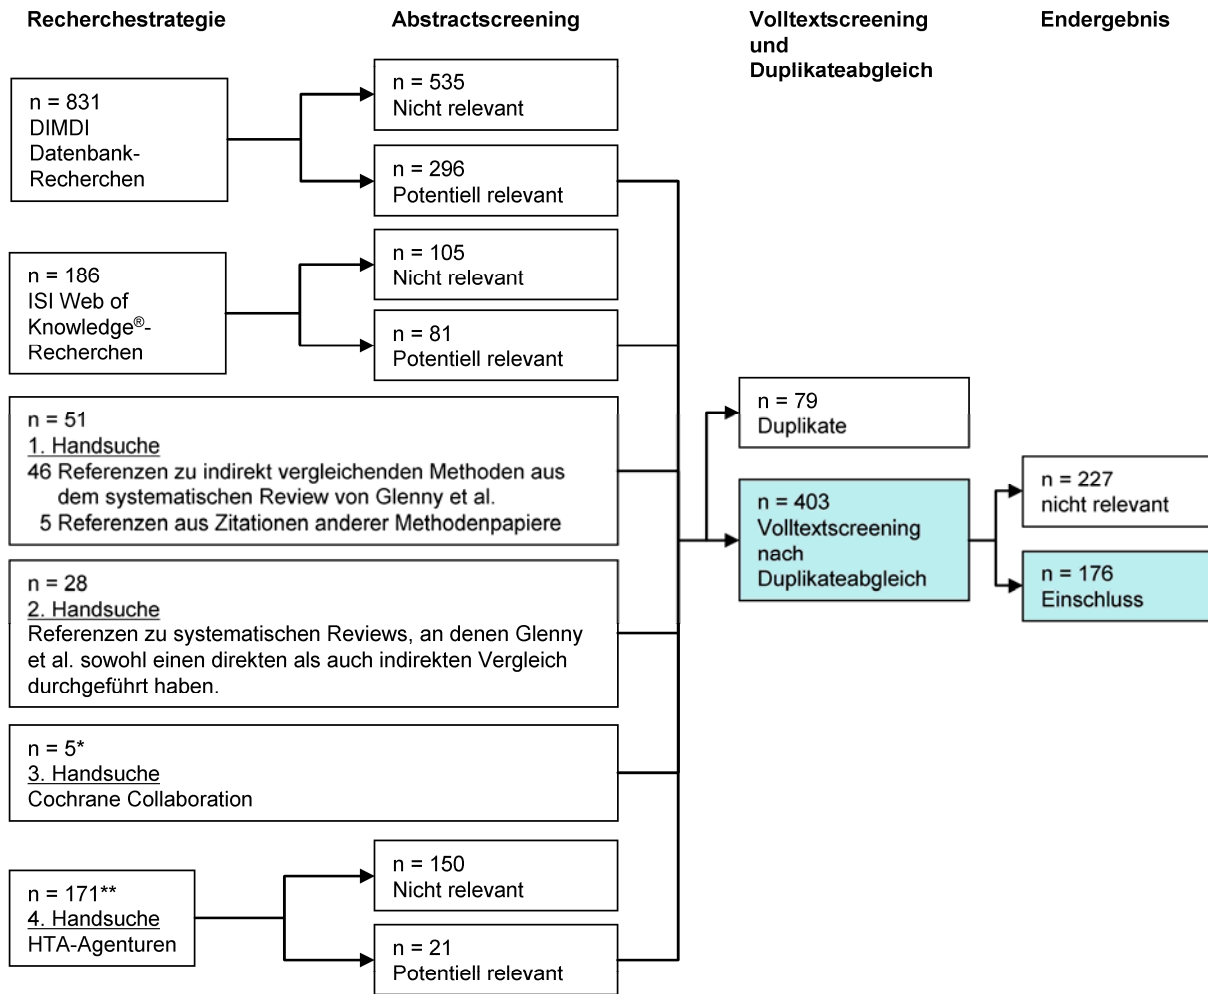 Recherchestrategie
Abstractscreening
Volltextscreening
und
Duplikateabgleich
Endergebnis
n = 831
DIMDI
Datenbank-
Recherchen
n = 535
Nicht relevant
n = 296
Potentiell relevant
n = 186
ISI Web of
Knowledge®-
Recherchen
n = 105
Nicht relevant
n = 81
Potentiell relevant
n = 51
1. Handsuche
46 Referenzen zu indirekt vergleichenden Methoden aus
dem systematischen Review von Glenny et al.
5 Referenzen aus Zitationen anderer Methodenpapiere
n = 28
2. Handsuche
Referenzen zu systematischen Reviews, an denen Glenny
et al. sowohl einen direkten als auch indirekten Vergleich
durchgeführt haben.
n = 5*
3. Handsuche
Cochrane Collaboration
n = 171**
4. Handsuche
HTA-Agenturen
n = 150
Nicht relevant
n = 21
Potentiell relevant
n = 79
Duplikate
n = 403
Volltextscreening
nach
Duplikateabgleich
n = 227
nicht relevant
n = 176
Einschluss